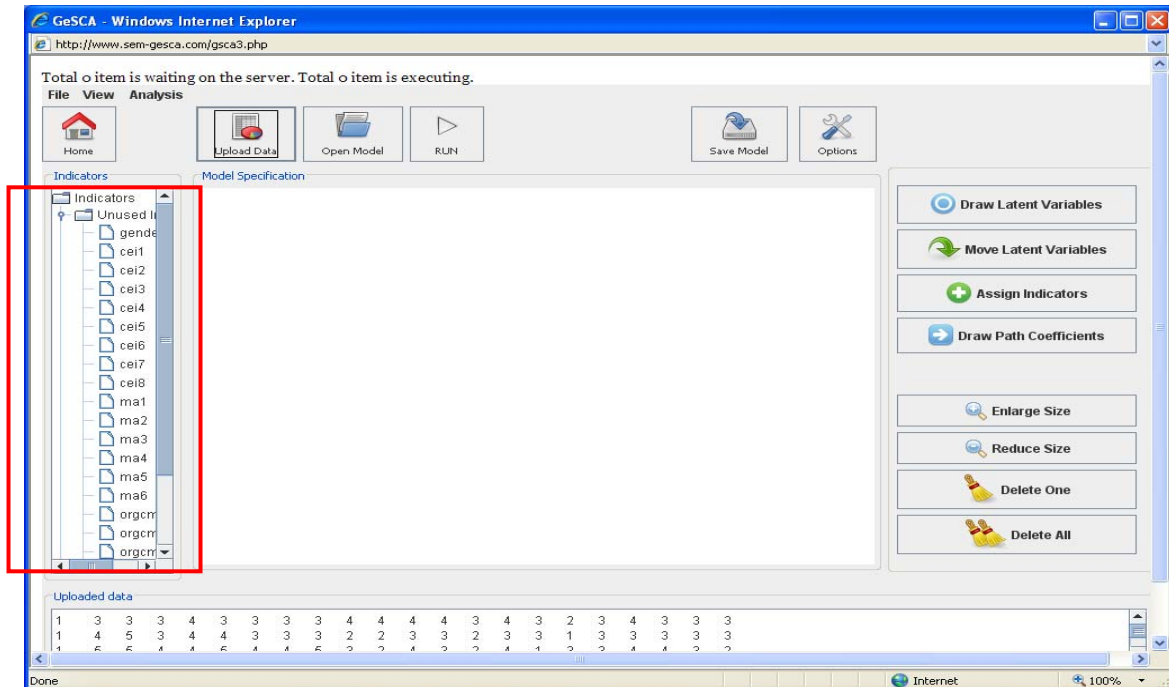 GeSCA - Windows Internet Explorer
http://www.sem-gesca.com/gsca3.php
Total 0 item is waiting on the server. Total 0 item is executing.
File View Analysis
Home
Upload Data
Open Model
RUN
Save Model
Options
Indicators
Model Specification
Indicators
Unused I
gende
cei1
cei2
cei3
cei4
cei5
cei6
cei7
cei8
ma1
ma2
ma3
ma4
ma5
ma6
orgcm
orgcm
orgcm
Draw Latent Variables
Move Latent Variables
Assign Indicators
Draw Path Coefficients
Enlarge Size
Reduce Size
Delete One
Delete All
Uploaded data
1 3 3 3 4 3 3 3 3 4 4 4 4 3 4 3 2 3 4 3 3 3
1 4 5 3 4 4 3 3 3 2 2 3 3 2 3 3 1 3 3 3 3 3
Done
Internet
100%